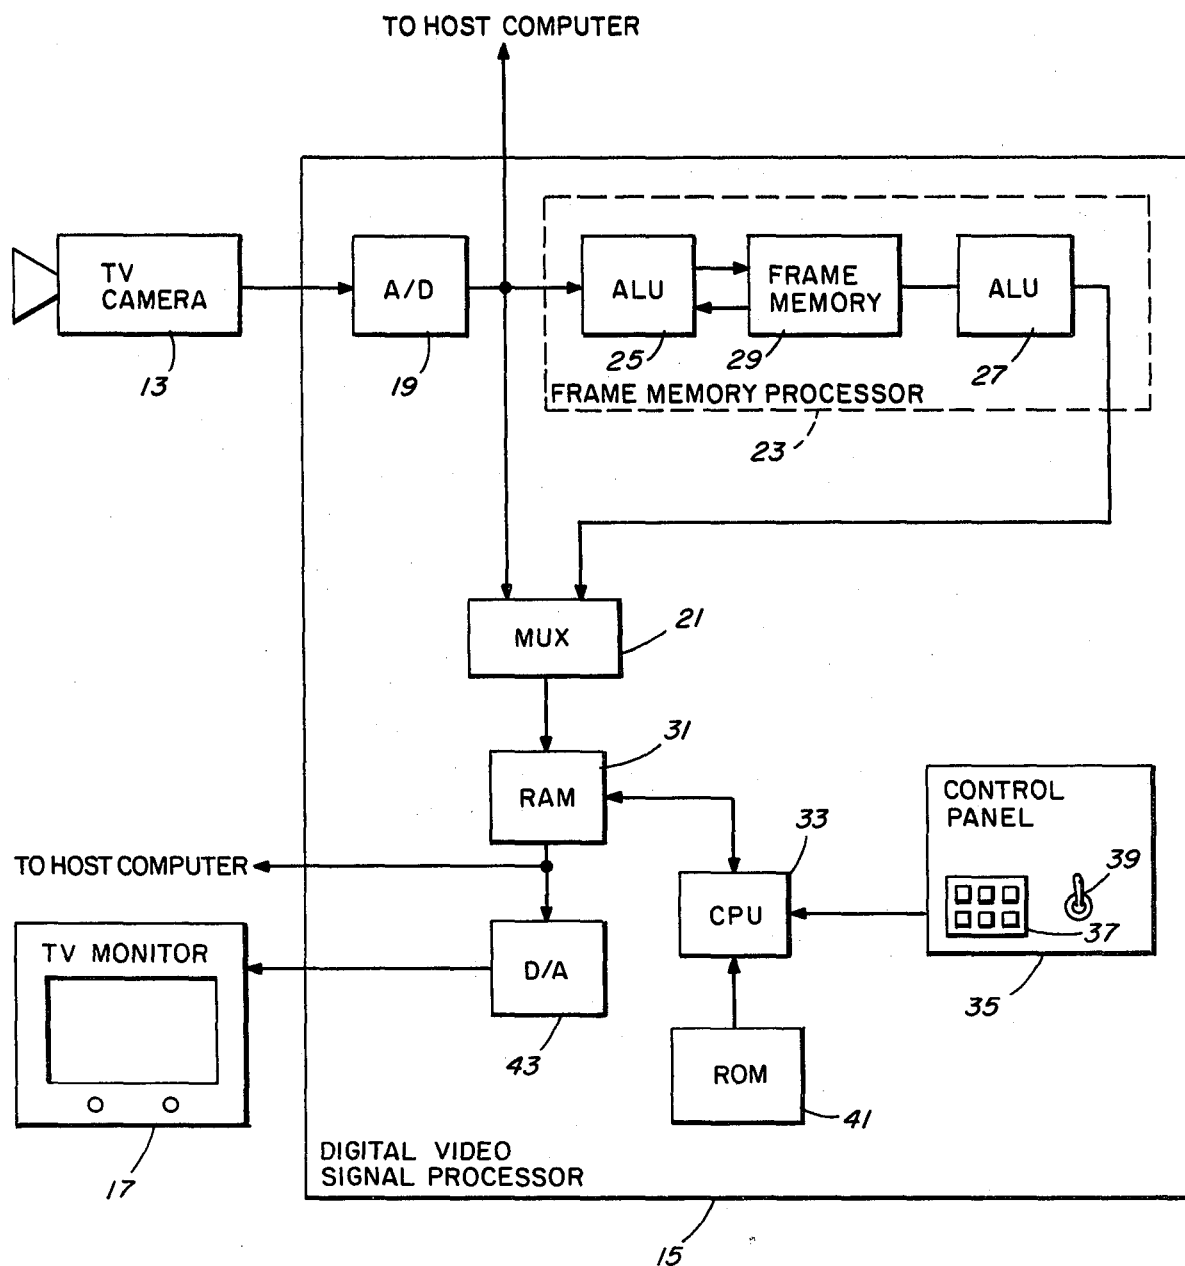 TO HOST COMPUTER
TV
CAMERA
13
A/D
19
ALU
25
FRAME
MEMORY
29
ALU
27
FRAME MEMORY PROCESSOR
23
MUX
21
RAM
31
TO HOST COMPUTER
CPU
33
CONTROL
PANEL
39
37
35
TV MONITOR
17
D/A
43
ROM
41
DIGITAL VIDEO
SIGNAL PROCESSOR
15